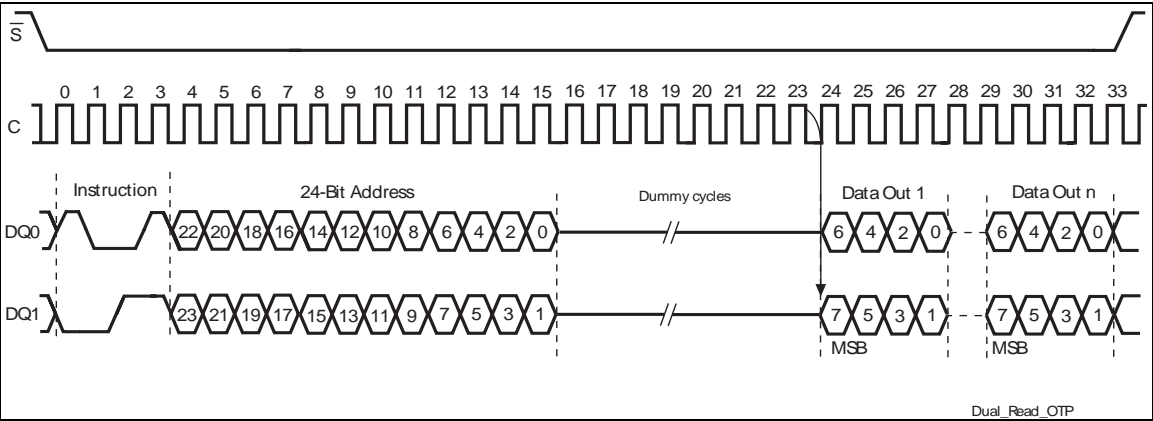 S
0 1 2 3 4 5 6 7 8 9 10 11 12 13 14 15 16 17 18 19 20 21 22 23 24 25 26 27 28 29 30 31 32 33
C
Instruction 24-Bit Address Dummy cycles Data Out 1 Data Out n
DQ0 22 20 18 16 14 12 10 8 6 4 2 0 6 4 2 0 6 4 2 0
DQ1 23 21 19 17 15 13 11 9 7 5 3 1 7 5 3 1 7 5 3 1
MSB MSB
Dual_Read_OTP